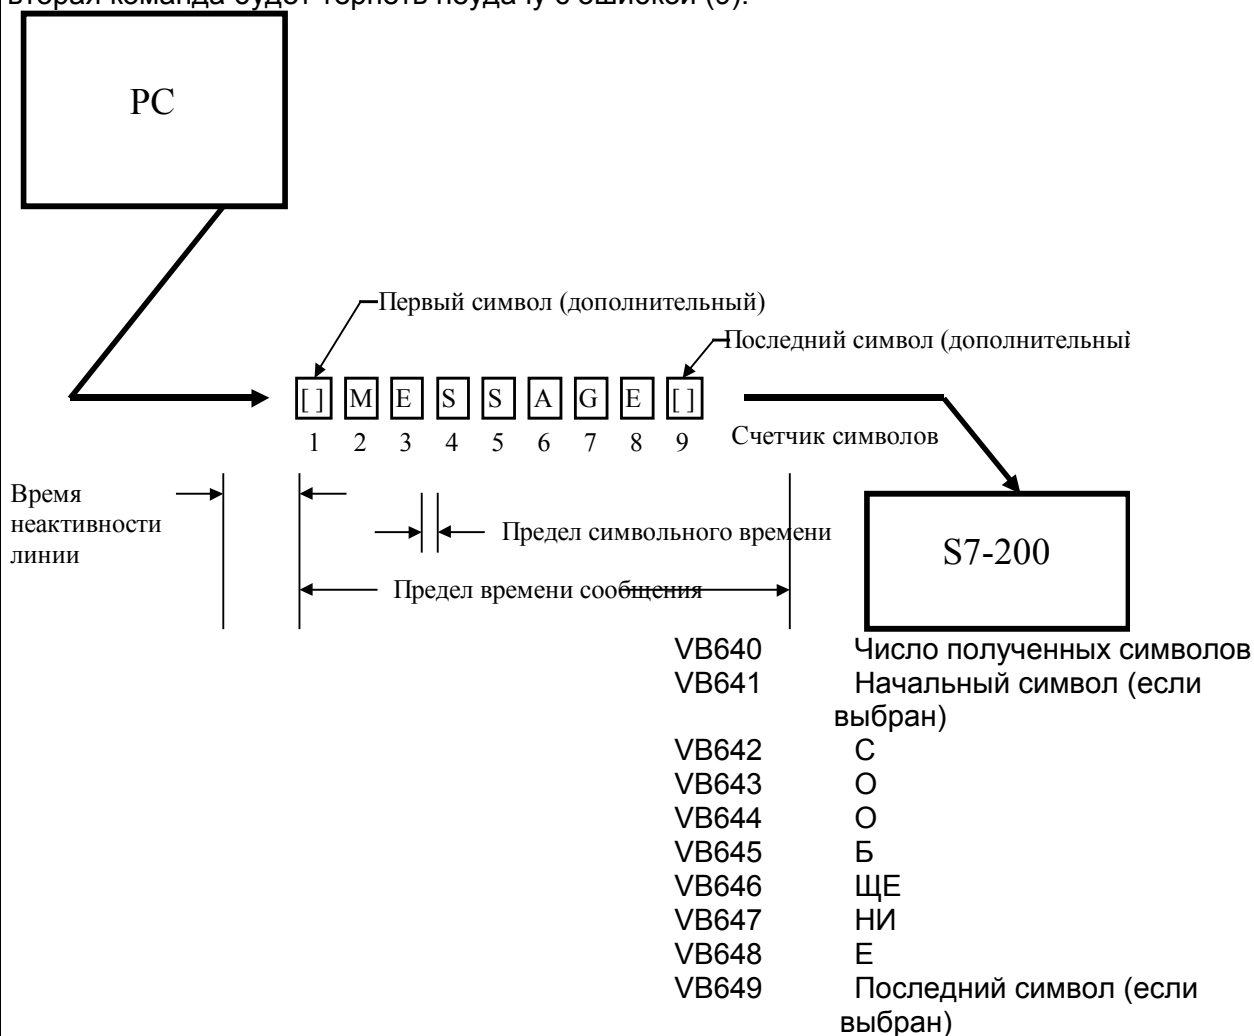 вторая команда будет терпеть неудачу с ошибкой (3).
PC
Первый символ (дополнительный)
Последний символ (дополнительный
[ ] M E S S A G E [ ]
1 2 3 4 5 6 7 8 9
Счетчик символов
Время
неактивности
линии
Предел символьного времени
Предел времени сообщения
S7-200
VB640 Число полученных символов
VB641 Начальный символ (если
выбран)
VB642 С
VB643 О
VB644 О
VB645 Б
VB646 ЩЕ
VB647 НИ
VB648 Е
VB649 Последний символ (если
выбран)